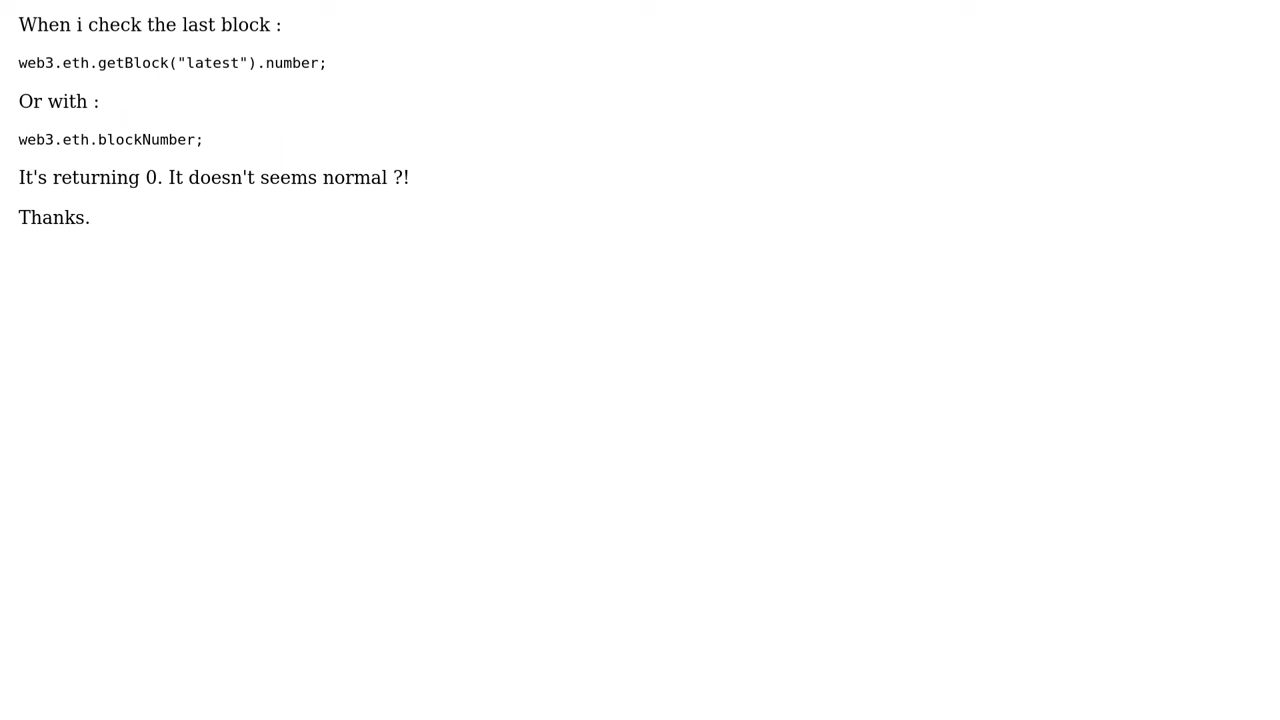 When i check the last block :
web3.eth.getBlock("latest").number;
Or with :
web3.eth.blockNumber;
It's returning 0. It doesn't seems normal ?!
Thanks.